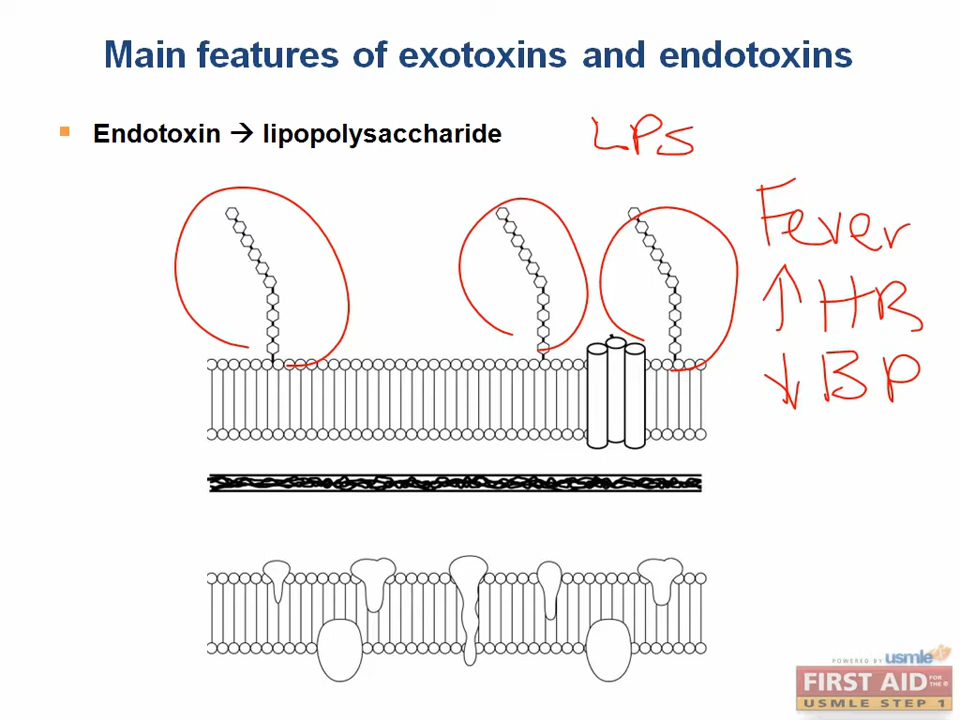 Main features of exotoxins and endotoxins
Endotoxin → lipopolysaccharide
LPS
Fever
↑ HR
↓ BP
POWERED BY usmle Rx
FIRST AID FOR THE®
USMLE STEP 1